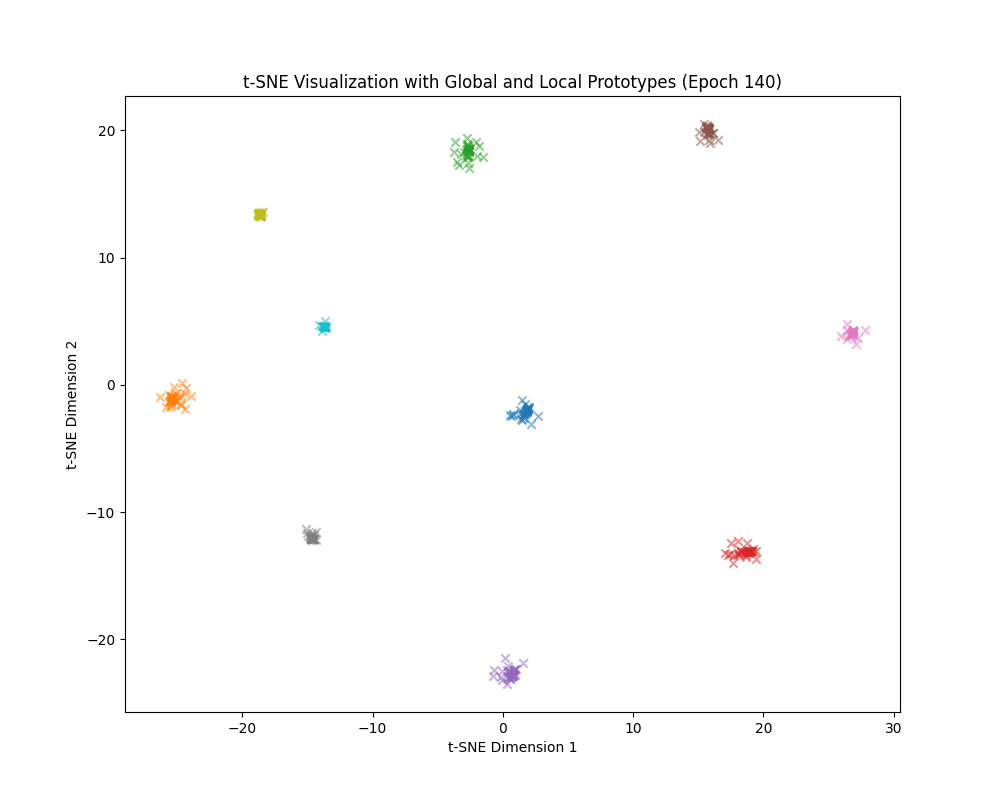 t-SNE Visualization with Global and Local Prototypes (Epoch 140)
20
10
0
−10
−20
t-SNE Dimension 2
−20 −10 0 10 20 30
t-SNE Dimension 1